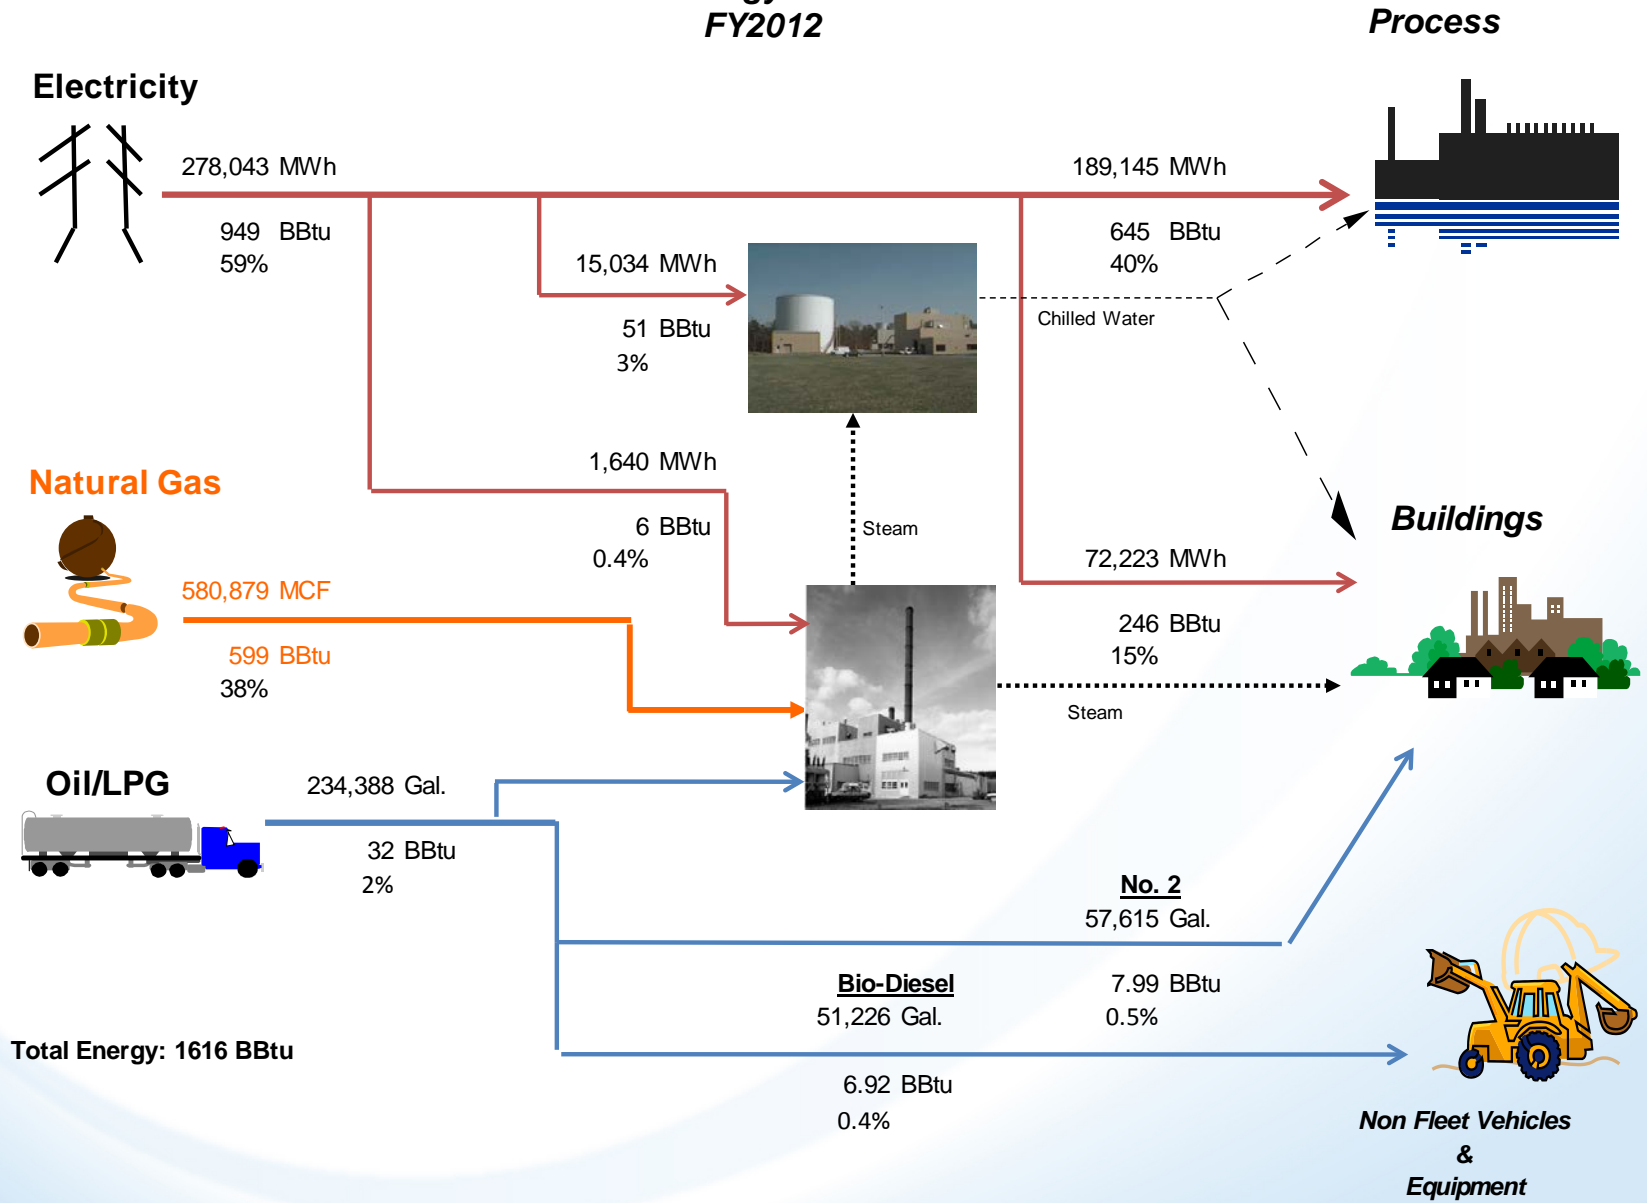 FY2012
Process
Electricity
278,043 MWh
189,145 MWh
949 BBtu
59%
645 BBtu
40%
15,034 MWh
51 BBtu
3%
Chilled Water
Natural Gas
1,640 MWh
6 BBtu
0.4%
Steam
Buildings
72,223 MWh
580,879 MCF
599 BBtu
38%
246 BBtu
15%
Steam
Oil/LPG
234,388 Gal.
32 BBtu
2%
No. 2
57,615 Gal.
7.99 BBtu
0.5%
Bio-Diesel
51,226 Gal.
6.92 BBtu
0.4%
Total Energy: 1616 BBtu
Non Fleet Vehicles
&
Equipment